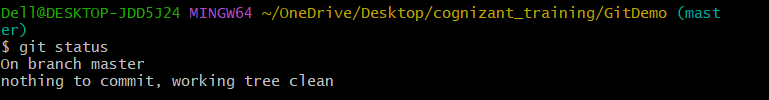 Dell@DESKTOP-JDD5J24 MINGW64 ~/OneDrive/Desktop/cognizant_training/GitDemo (mast
er)
$ git status
On branch master
nothing to commit, working tree clean